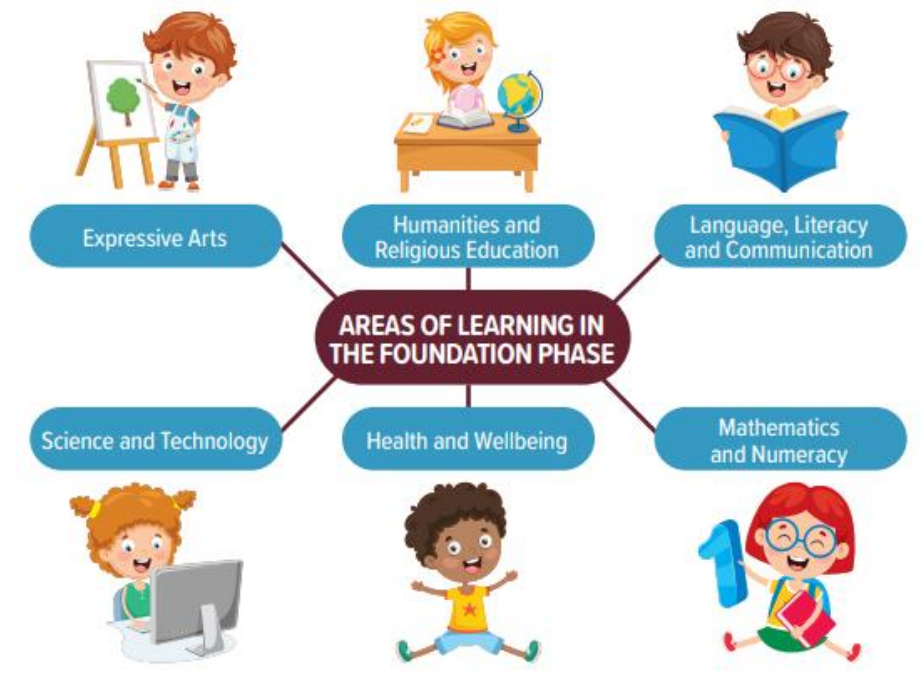 Expressive Arts
Humanities and
Religious Education
Language, Literacy
and Communication
AREAS OF LEARNING IN
THE FOUNDATION PHASE
Science and Technology
Health and Wellbeing
Mathematics
and Numeracy